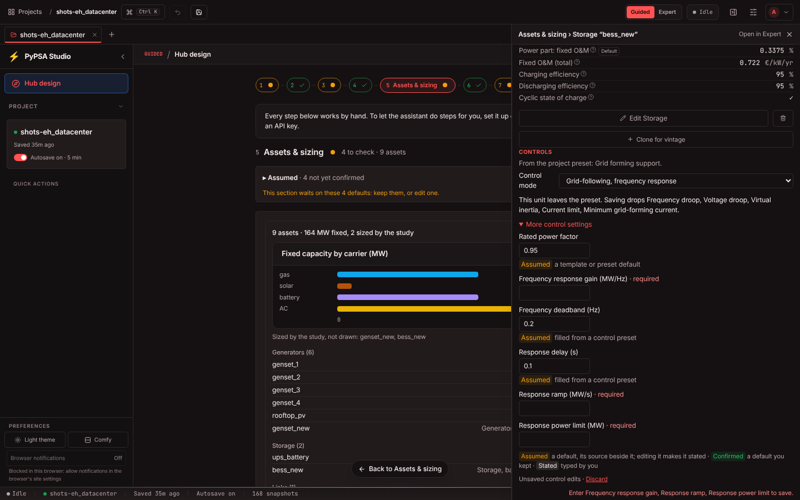 Projects / shots-eh_datacenter
⌘ Ctrl K
Guided Expert
Idle
A
shots-eh_datacenter
PyPSA Studio
Hub design
PROJECT
shots-eh_datacenter
Saved 35m ago
Autosave on · 5 min
QUICK ACTIONS
PREFERENCES
Light theme
Comfy
Browser notifications Off
Blocked in this browser: allow notifications in the
browser's site settings
GUIDED / Hub design
1
2
3
4
5 Assets & sizing
6
7
Every step below works by hand. To let the assistant do steps for you, set it up
an API key.
5 Assets & sizing 4 to check · 9 assets
Assumed · 4 not yet confirmed
This section waits on these 4 defaults: keep them, or edit one.
9 assets · 164 MW fixed, 2 sized by the study
Fixed capacity by carrier (MW)
gas
solar
battery
AC
0
Sized by the study, not drawn: genset_new, bess_new
Generators (6)
genset_1
genset_2
genset_3
genset_4
rooftop_pv
genset_new Generato
Storage (2)
ups_battery
bess_new Storage, ba
Back to Assets & sizing
Assets & sizing › Storage “bess_new”
Open in Expert
Power part: fixed O&M Default 0.3375 %
Fixed O&M (total) 0.722 €/kW/yr
Charging efficiency 95 %
Discharging efficiency 95 %
Cyclic state of charge ✓
Edit Storage
+ Clone for vintage
CONTROLS
From the project preset: Grid forming support.
Control
mode
Grid-following, frequency response
This unit leaves the preset. Saving drops Frequency droop, Voltage droop, Virtual
inertia, Current limit, Minimum grid-forming current.
More control settings
Rated power factor
0.95
Assumed a template or preset default
Frequency response gain (MW/Hz) · required
Frequency deadband (Hz)
0.2
Assumed filled from a control preset
Response delay (s)
0.1
Assumed filled from a control preset
Response ramp (MW/s) · required
Response power limit (MW) · required
Assumed a default, its source beside it; editing it makes it stated · Confirmed a default you
kept · Stated typed by you
Unsaved control edits · Discard
Enter Frequency response gain, Response ramp, Response power limit to save.
Idle
shots-eh_datacenter
Saved 35m ago
Autosave on
168 snapshots